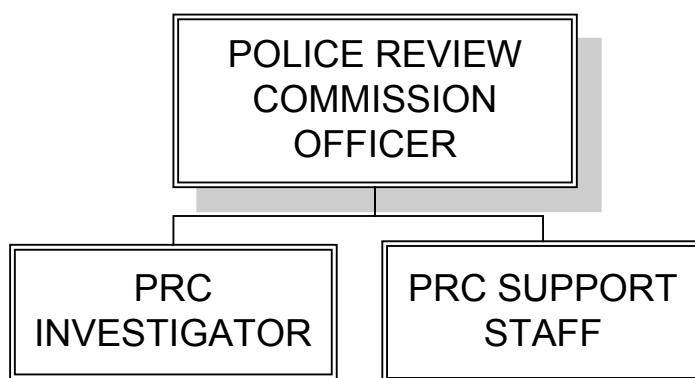 POLICE REVIEW
COMMISSION
OFFICER
PRC
INVESTIGATOR
PRC SUPPORT
STAFF